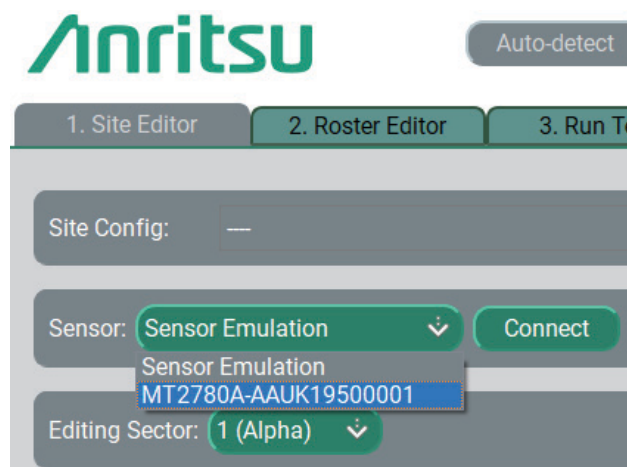 Anritsu
Auto-detect
1. Site Editor
2. Roster Editor
3. Run
Site Config:
----
Sensor:
Sensor Emulation
Connect
Sensor Emulation
MT2780A-AAUK19500001
Editing Sector:
1 (Alpha)